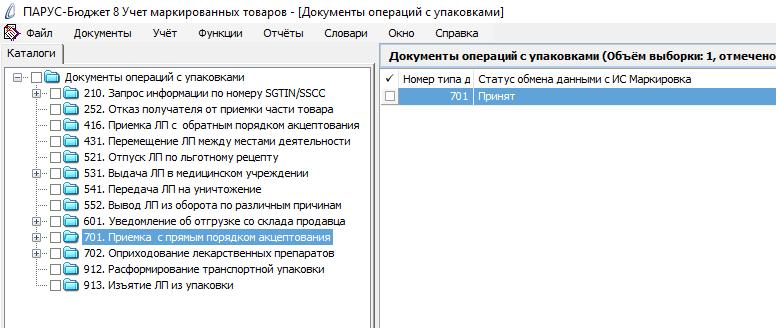 ПАРУС-Бюджет 8 Учет маркированных товаров - [Документы операций с упаковками]
Файл Документы Учёт Функции Отчёты Словари Окно Справка
Каталоги
Документы операций с упаковками
210. Запрос информации по номеру SGTIN/SSCC
252. Отказ получателя от приемки части товара
416. Приемка ЛП с обратным порядком акцептования
431. Перемещение ЛП между местами деятельности
521. Отпуск ЛП по льготному рецепту
531. Выдача ЛП в медицинском учреждении
541. Передача ЛП на уничтожение
552. Вывод ЛП из оборота по различным причинам
601. Уведомление об отгрузке со склада продавца
701. Приемка с прямым порядком акцептования
702. Оприходование лекарственных препаратов
912. Расформирование транспортной упаковки
913. Изъятие ЛП из упаковки
Документы операций с упаковками (Объём выборки: 1, отмечено
Номер типа д Статус обмена данными с ИС Маркировка
701 Принят